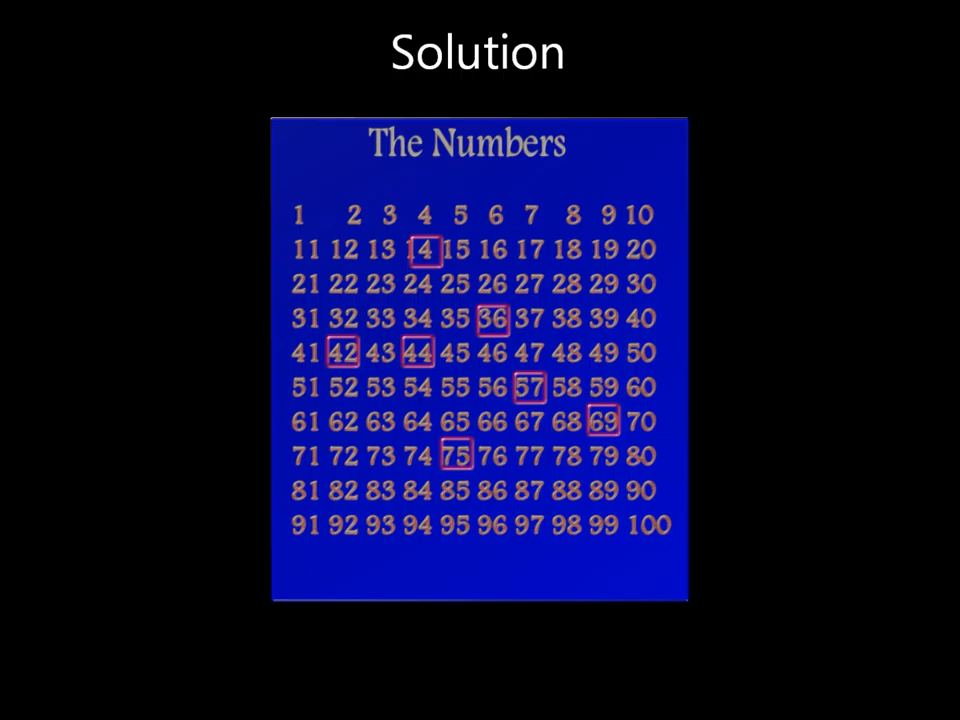 Solution
The Numbers
1 2 3 4 5 6 7 8 9 10
11 12 13 14 15 16 17 18 19 20
21 22 23 24 25 26 27 28 29 30
31 32 33 34 35 36 37 38 39 40
41 42 43 44 45 46 47 48 49 50
51 52 53 54 55 56 57 58 59 60
61 62 63 64 65 66 67 68 69 70
71 72 73 74 75 76 77 78 79 80
81 82 83 84 85 86 87 88 89 90
91 92 93 94 95 96 97 98 99 100